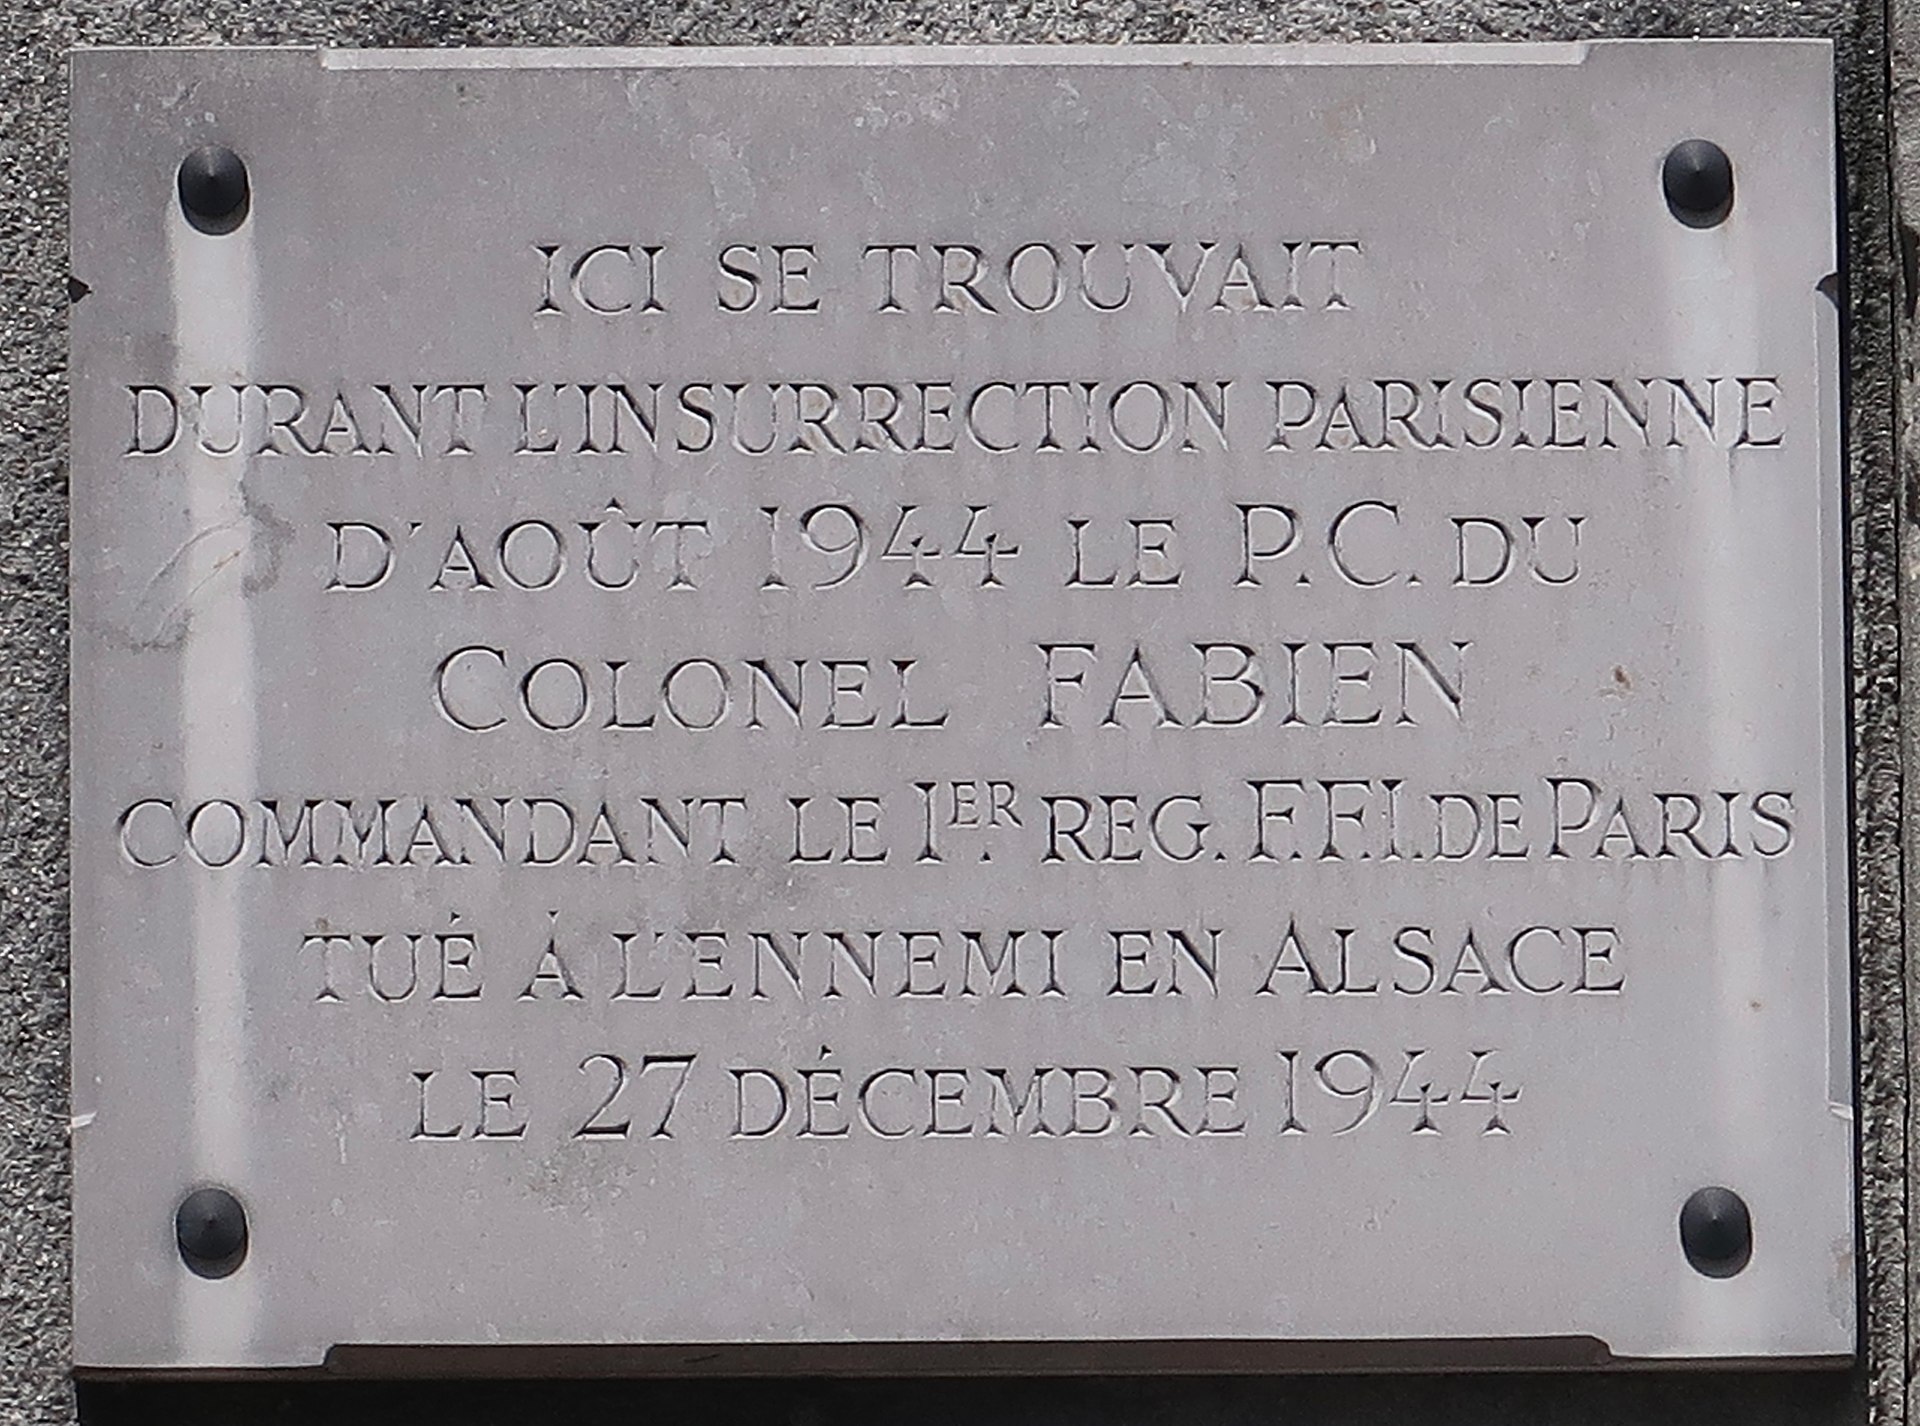 ICI SE TROUVAIT
DURANT L'INSURRECTION PARISIENNE
D'AOÛT 1944 LE P.C. DU
COLONEL FABIEN
COMMANDANT LE 1ER. REG. F.F.I. DE PARIS
TUÉ À L'ENNEMI EN ALSACE
LE 27 DÉCEMBRE 1944